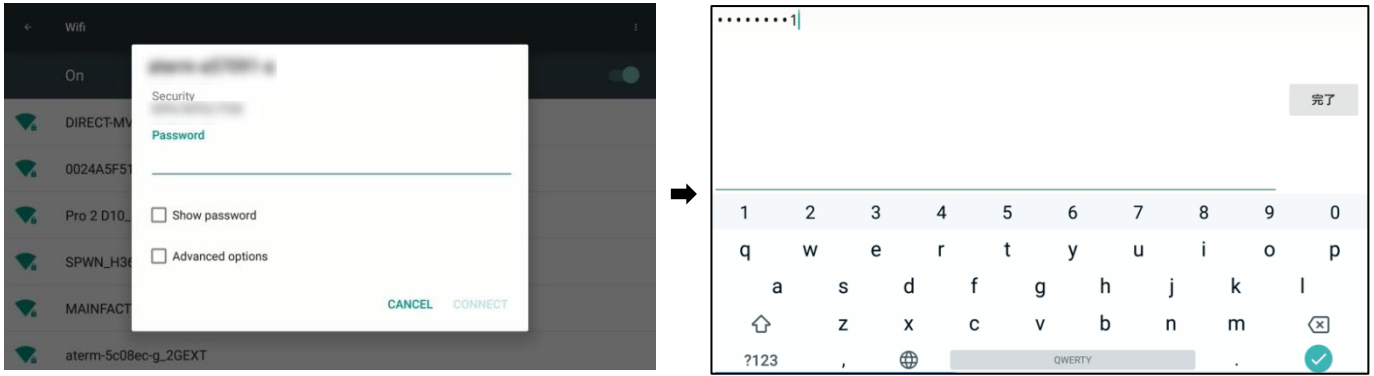 Wifi
On
Security
Password
DIRECT-MV
0024A5F51
Pro 2 D10_
Show password
SPWN_H36
Advanced options
MAINFACT
CANCEL CONNECT
aterm-5c08ec-g_2GEXT
••••••••1
完了
1 2 3 4 5 6 7 8 9 0
q w e r t y u i o p
a s d f g h j k l
z x c v b n m
?123 , QWERTY .